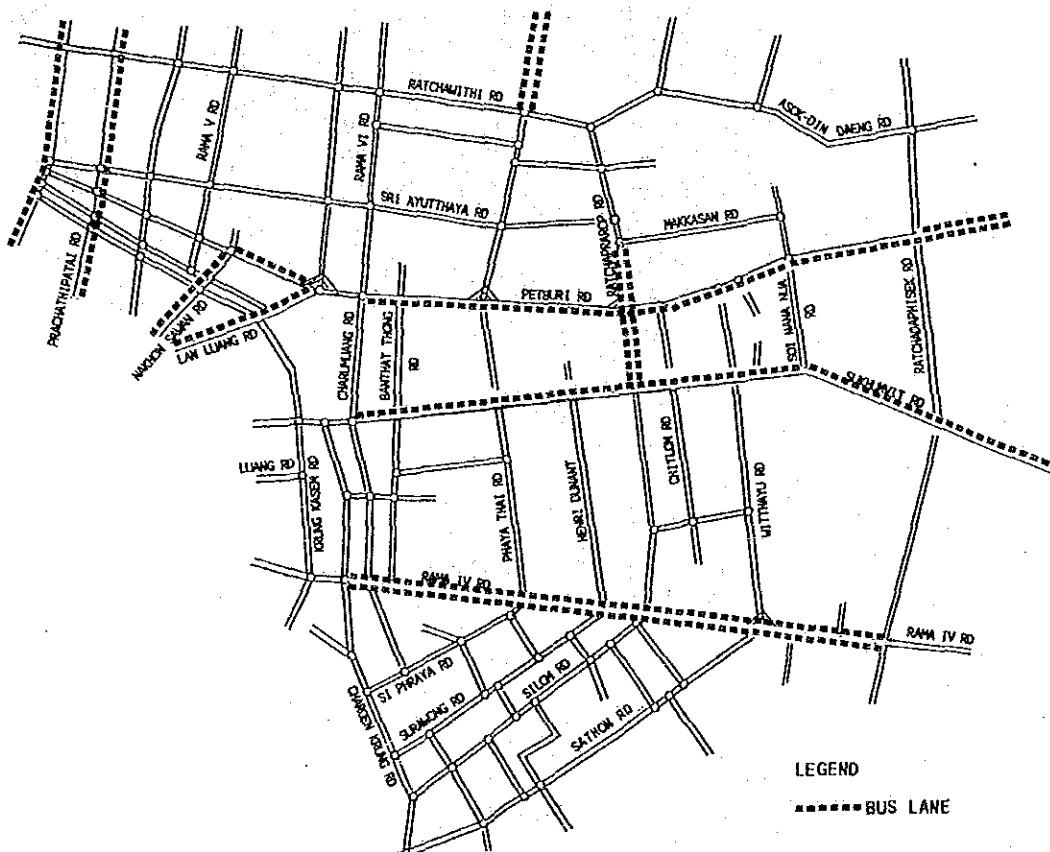 RATCHAWITHI RD
ASOK-DIN DAENG RD
RAMA V RD
RAMA VI RD
SRI AYUTTHAYA RD
RATCHAPRAROP RD
MAKKASAN RD
PRACHATHIPATAI RD
NAKHON SAWAN RD
LAN LUANG RD
PETBURI RD
CHARUMUANG RD
BANTHAT THONG RD
SOI NANA NUA RD
RATCHADAPHISEK RD
SUKHUMVIT RD
LUANG RD
KRUNG KASEM RD
PHAYA THAI RD
HENRI DUNANT
CHITLOM RD
WITTHAYU RD
RAMA IV RD
RAMA IV RD
SI PHRAYA RD
SURAWONG RD
SILOM RD
SATHON RD
CHAROEN KRUNG RD
LEGEND
BUS LANE